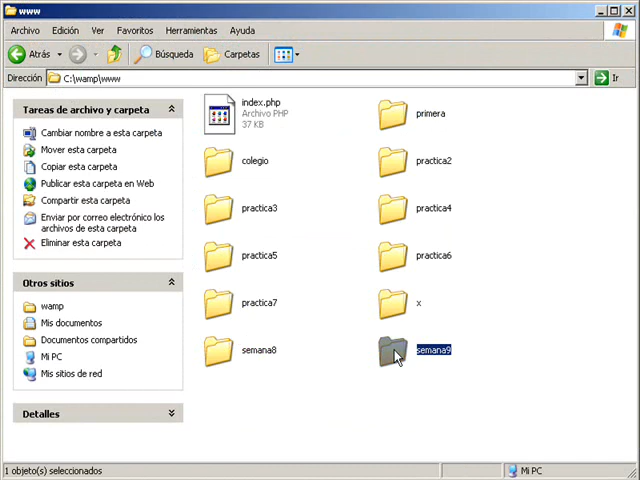 www
Archivo Edición Ver Favoritos Herramientas Ayuda
Atrás Búsqueda Carpetas
Dirección C:\wamp\www Ir
Tareas de archivo y carpeta
Cambiar nombre a esta carpeta
Mover esta carpeta
Copiar esta carpeta
Publicar esta carpeta en Web
Compartir esta carpeta
Enviar por correo electrónico los
archivos de esta carpeta
Eliminar esta carpeta
Otros sitios
wamp
Mis documentos
Documentos compartidos
Mi PC
Mis sitios de red
Detalles
index.php
Archivo PHP
37 KB
primera
colegio
practica2
practica3
practica4
practica5
practica6
practica7
x
semana8
semana9
1 objeto(s) seleccionados
Mi PC